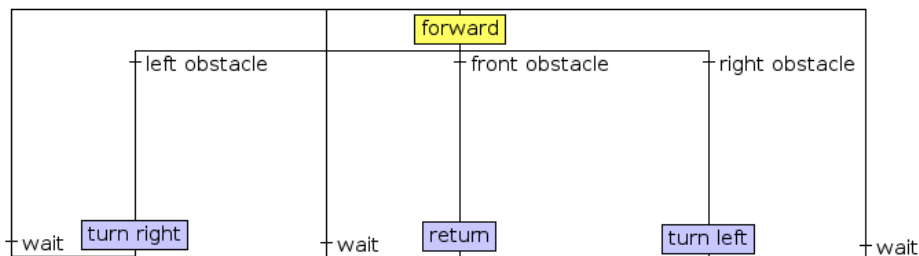 forward
left obstacle
front obstacle
right obstacle
wait
turn right
wait
return
turn left
wait